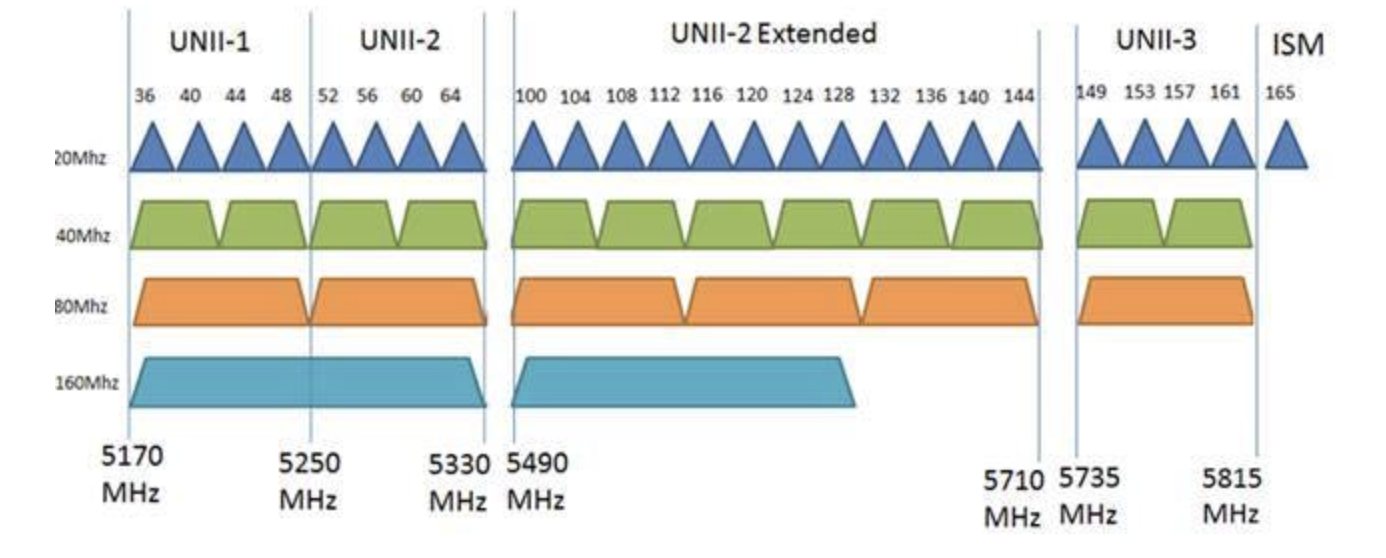 UNII-1 UNII-2 UNII-2 Extended UNII-3 ISM
36 40 44 48 52 56 60 64 100 104 108 112 116 120 124 128 132 136 140 144 149 153 157 161 165
20Mhz
40Mhz
80Mhz
160Mhz
5170 5250 5330 5490 5710 5735 5815
MHz MHz MHz MHz MHz MHz MHz